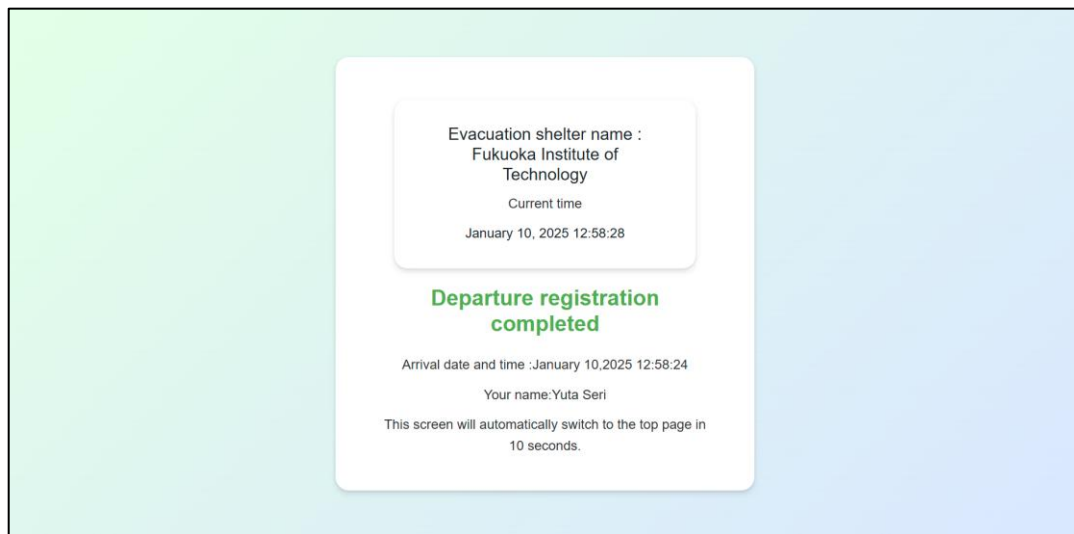 Evacuation shelter name :
Fukuoka Institute of
Technology
Current time
January 10, 2025 12:58:28
Departure registration
completed
Arrival date and time :January 10,2025 12:58:24
Your name:Yuta Seri
This screen will automatically switch to the top page in
10 seconds.